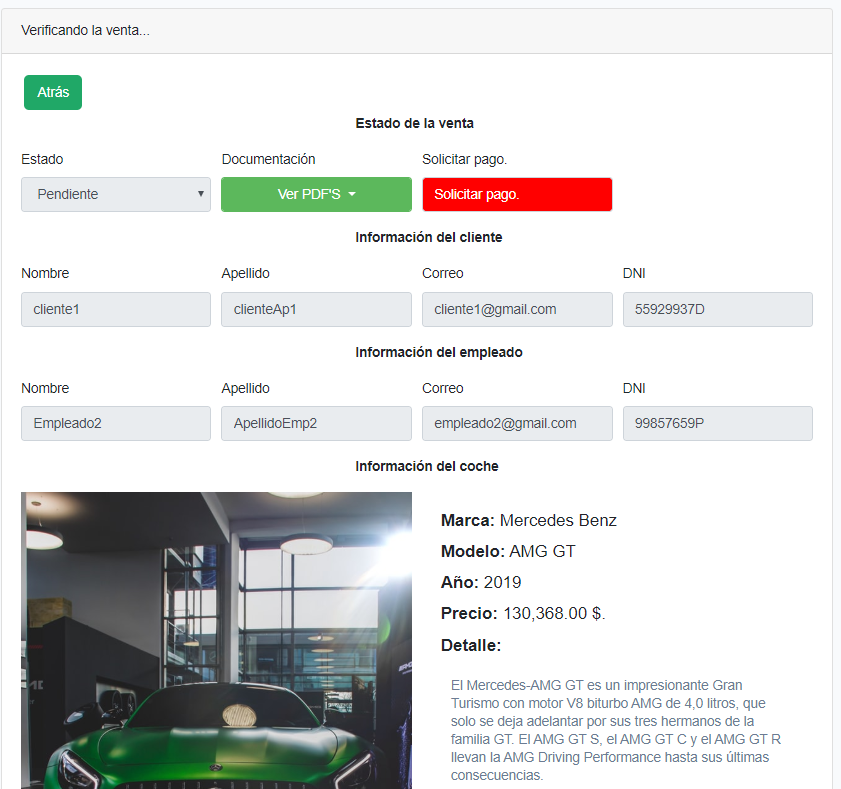 Verificando la venta...
Atrás
Estado de la venta
Estado Documentación Solicitar pago.
Pendiente Ver PDF'S Solicitar pago.
Información del cliente
Nombre Apellido Correo DNI
cliente1 clienteAp1 cliente1@gmail.com 55929937D
Información del empleado
Nombre Apellido Correo DNI
Empleado2 ApellidoEmp2 empleado2@gmail.com 99857659P
Información del coche
Marca: Mercedes Benz
Modelo: AMG GT
Año: 2019
Precio: 130,368.00 $.
Detalle:
El Mercedes-AMG GT es un impresionante Gran
Turismo con motor V8 biturbo AMG de 4,0 litros, que
solo se deja adelantar por sus tres hermanos de la
familia GT. El AMG GT S, el AMG GT C y el AMG GT R
llevan la AMG Driving Performance hasta sus últimas
consecuencias.